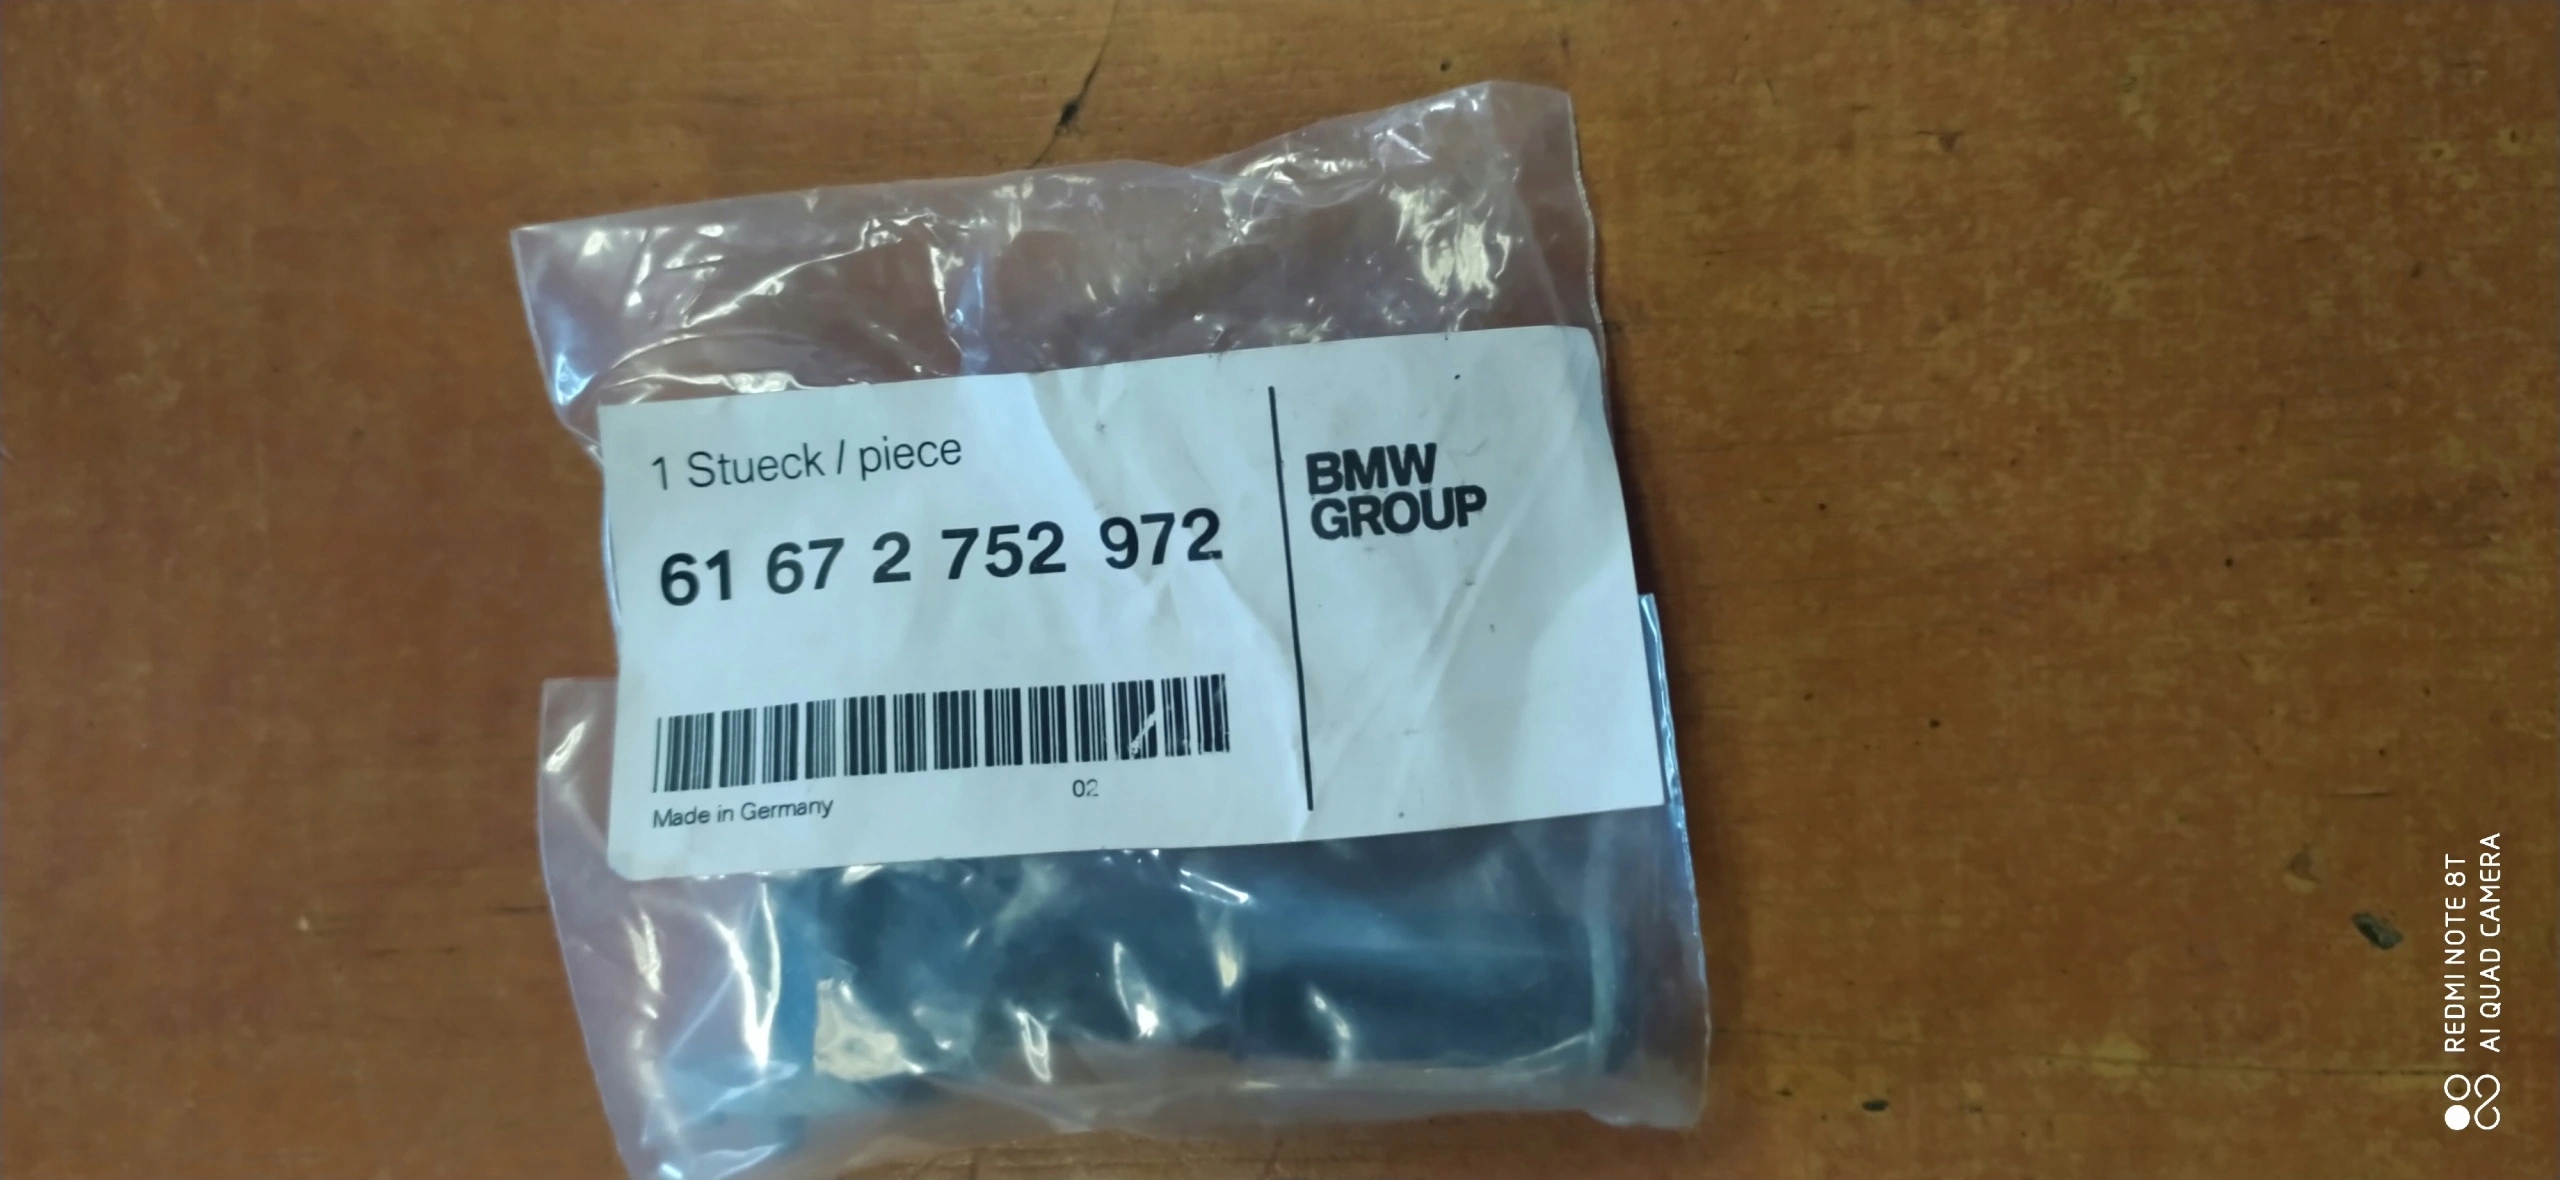 1 Stueck / piece
61 67 2 752 972
Made in Germany
02
BMW
GROUP
REDMI NOTE 8T
AI QUAD CAMERA